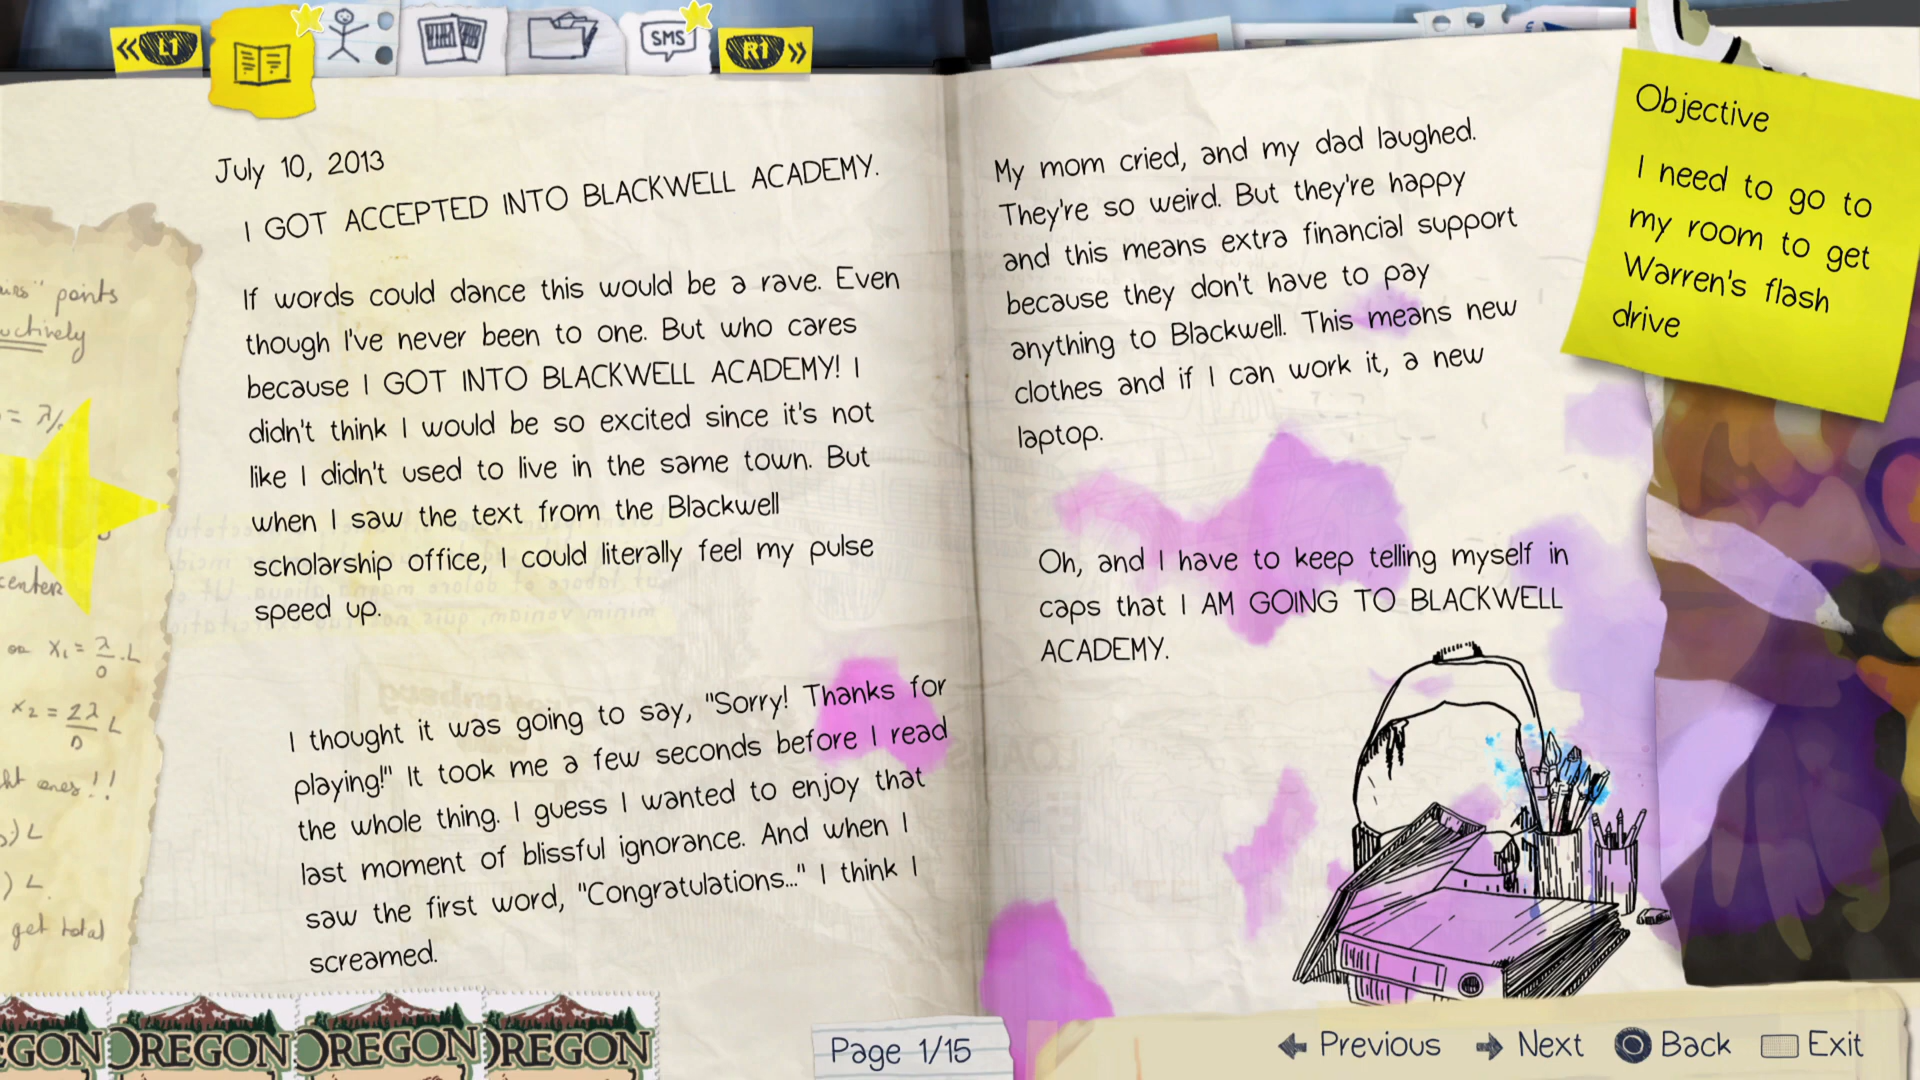 L1
SMS
R1
July 10, 2013
I GOT ACCEPTED INTO BLACKWELL ACADEMY.
If words could dance this would be a rave. Even
though I've never been to one. But who cares
because I GOT INTO BLACKWELL ACADEMY! I
didn't think I would be so excited since it's not
like I didn't used to live in the same town. But
when I saw the text from the Blackwell
scholarship office, I could literally feel my pulse
speed up.
I thought it was going to say, "Sorry! Thanks for
playing!" It took me a few seconds before I read
the whole thing. I guess I wanted to enjoy that
last moment of blissful ignorance. And when I
saw the first word, "Congratulations..." I think I
screamed.
My mom cried, and my dad laughed.
They're so weird. But they're happy
and this means extra financial support
because they don't have to pay
anything to Blackwell. This means new
clothes and if I can work it, a new
laptop.
Oh, and I have to keep telling myself in
caps that I AM GOING TO BLACKWELL
ACADEMY.
Objective
I need to go to
my room to get
Warren's flash
drive
points
center
or X₁ = λ/D . L
X₂ = 2λ/D L
ones!!
) L
) L
get total
EGON OREGON OREGON OREGON
Page 1/15
Previous Next Back Exit